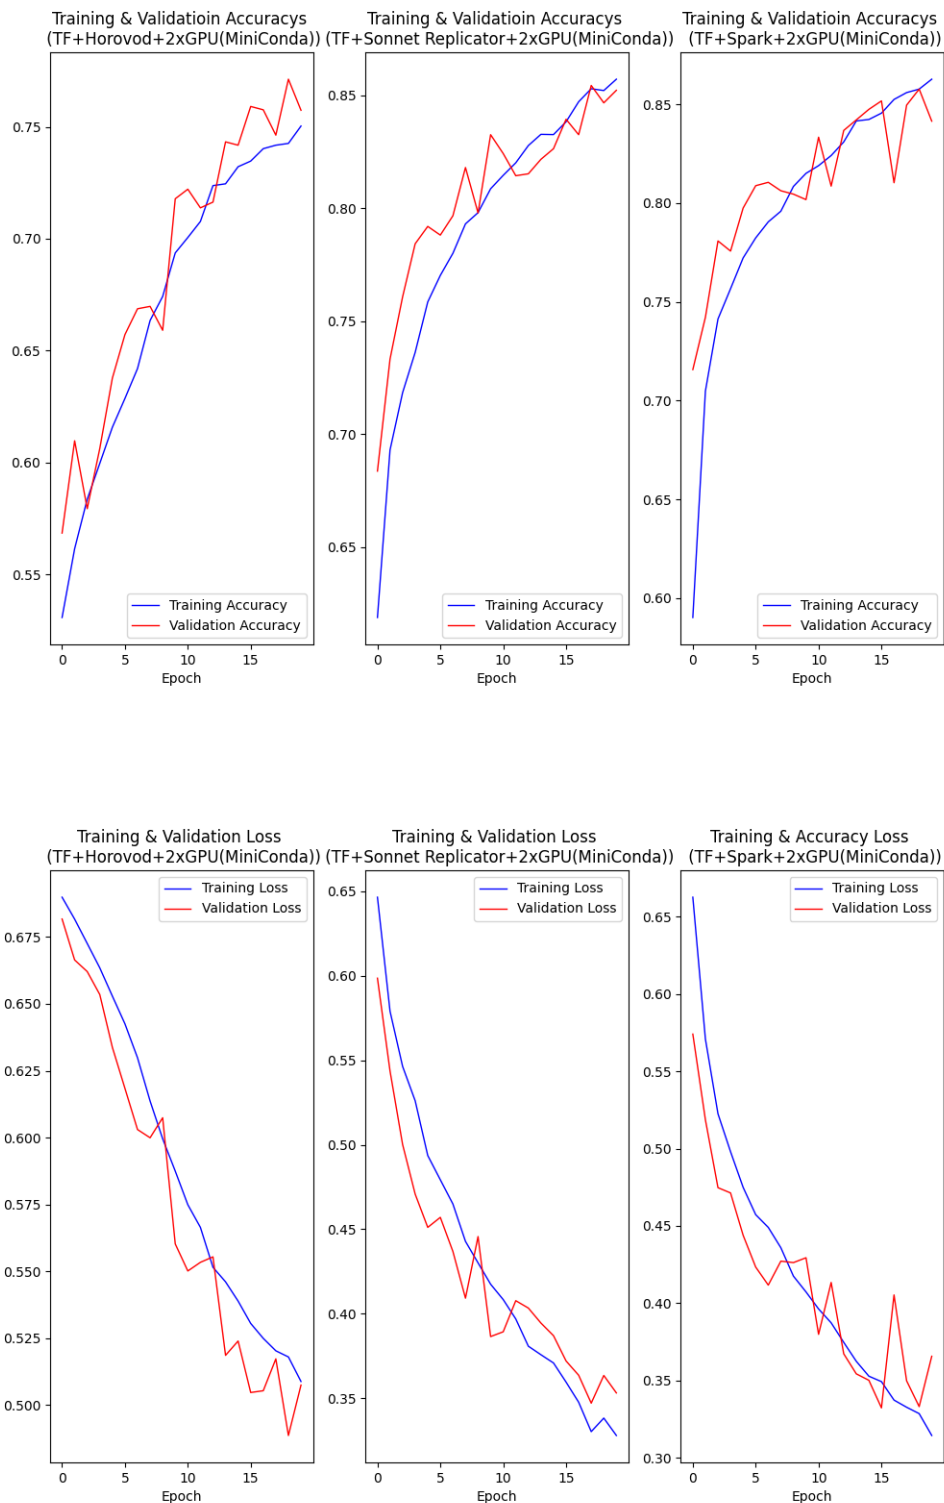 Training & Validatioin Accuracys
(TF+Horovod+2xGPU(MiniConda))
0.75
0.70
0.65
0.60
0.55
Training Accuracy
Validation Accuracy
0 5 10 15
Epoch
Training & Validatioin Accuracys
(TF+Sonnet Replicator+2xGPU(MiniConda))
0.85
0.80
0.75
0.70
0.65
Training Accuracy
Validation Accuracy
0 5 10 15
Epoch
Training & Validatioin Accuracys
(TF+Spark+2xGPU(MiniConda))
0.85
0.80
0.75
0.70
0.65
0.60
Training Accuracy
Validation Accuracy
0 5 10 15
Epoch
Training & Validation Loss
(TF+Horovod+2xGPU(MiniConda))
Training Loss
Validation Loss
0.675
0.650
0.625
0.600
0.575
0.550
0.525
0.500
0 5 10 15
Epoch
Training & Validation Loss
(TF+Sonnet Replicator+2xGPU(MiniConda))
Training Loss
Validation Loss
0.65
0.60
0.55
0.50
0.45
0.40
0.35
0 5 10 15
Epoch
Training & Accuracy Loss
(TF+Spark+2xGPU(MiniConda))
Training Loss
Validation Loss
0.65
0.60
0.55
0.50
0.45
0.40
0.35
0.30
0 5 10 15
Epoch